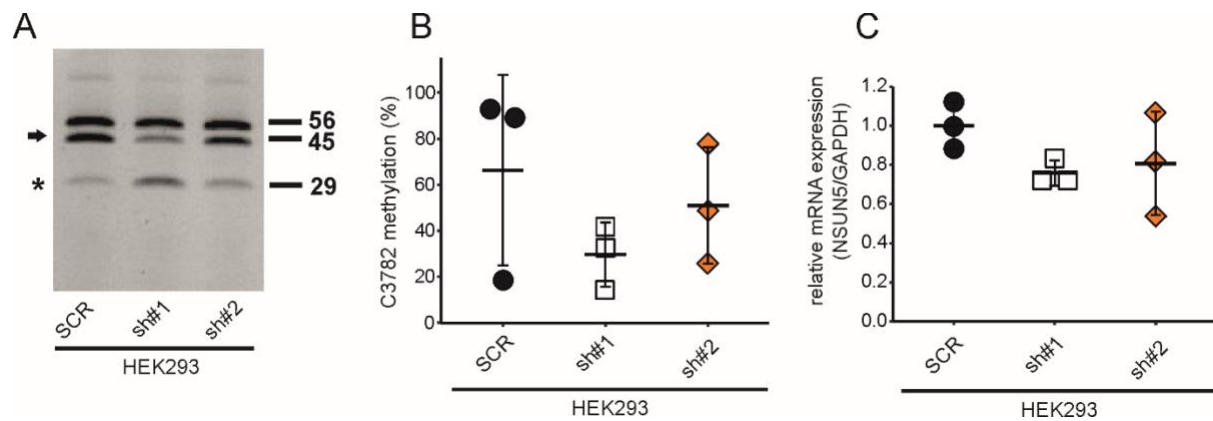 A
56
45
*
29
SCR
sh#1
sh#2
HEK293
B
C3782 methylation (%)
100
80
60
40
20
0
SCR
sh#1
sh#2
HEK293
C
relative mRNA expression
(NSUN5/GAPDH)
1.2
1.0
0.8
0.6
0.4
0.2
0.0
SCR
sh#1
sh#2
HEK293